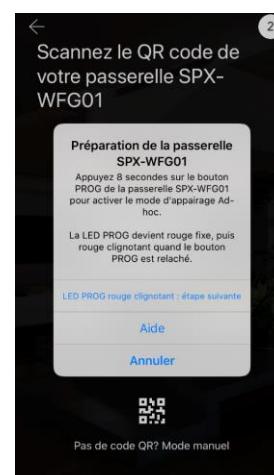 2
Scannez le QR code de
votre passerelle SPX-
WFG01
Préparation de la passerelle
SPX-WFG01
Appuyez 8 secondes sur le bouton
PROG de la passerelle SPX-WFG01
pour activer le mode d'appairage Ad-
hoc.
La LED PROG devient rouge fixe, puis
rouge clignotant quand le bouton
PROG est relaché.
LED PROG rouge clignotant : étape suivante
Aide
Annuler
Pas de code QR? Mode manuel